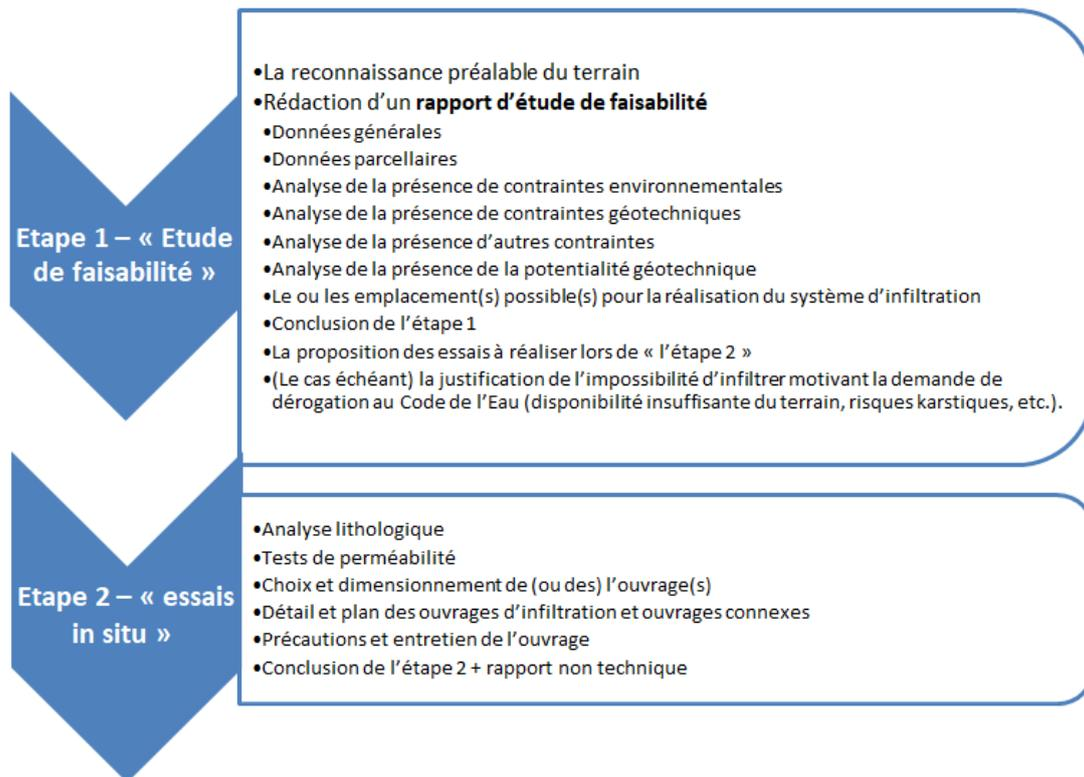 Etape 1 – « Etude
de faisabilité »
•La reconnaissance préalable du terrain
•Rédaction d’un rapport d’étude de faisabilité
•Données générales
•Données parcellaires
•Analyse de la présence de contraintes environnementales
•Analyse de la présence de contraintes géotechniques
•Analyse de la présence d’autres contraintes
•Analyse de la présence de la potentialité géotechnique
•Le ou les emplacement(s) possible(s) pour la réalisation du système d’infiltration
•Conclusion de l’étape 1
•La proposition des essais à réaliser lors de « l’étape 2 »
•(Le cas échéant) la justification de l’impossibilité d’infiltrer motivant la demande de
dérogation au Code de l’Eau (disponibilité insuffisante du terrain, risques karstiques, etc.).
Etape 2 – « essais
in situ »
•Analyse lithologique
•Tests de perméabilité
•Choix et dimensionnement de (ou des) l’ouvrage(s)
•Détail et plan des ouvrages d’infiltration et ouvrages connexes
•Précautions et entretien de l’ouvrage
•Conclusion de l’étape 2 + rapport non technique